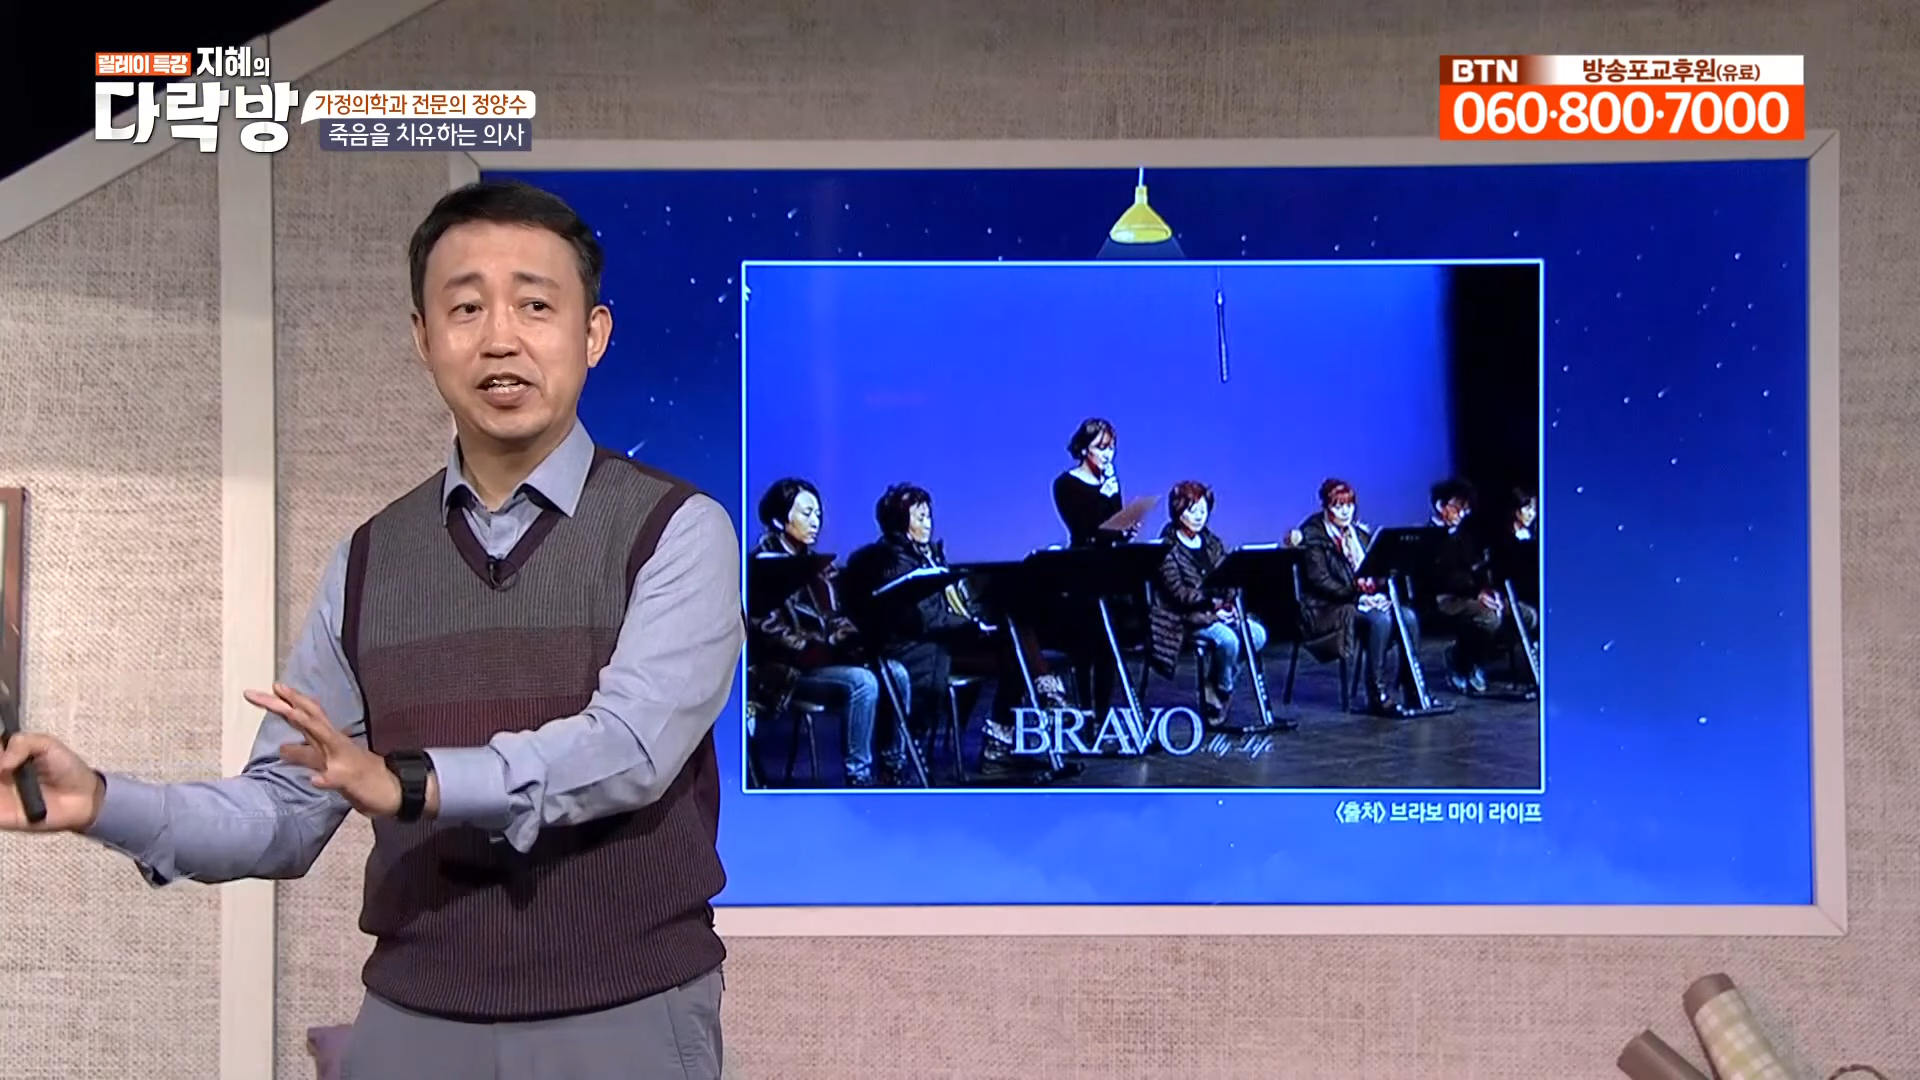 릴레이 특강 지혜의
다락방
가정의학과 전문의 정양수
죽음을 치유하는 의사
BTN 방송포교후원(유료)
060·800·7000
BRAVO My Life
<출처> 브라보 마이 라이프